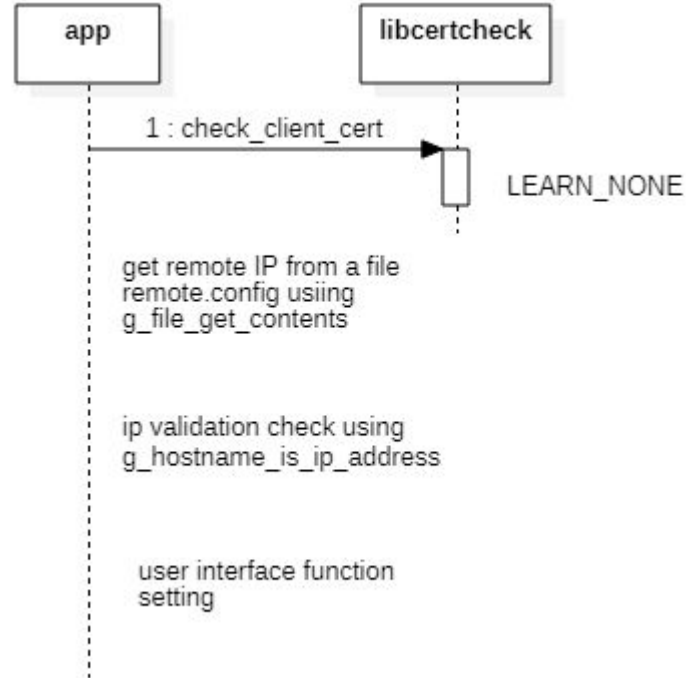 app
libcertcheck
1 : check_client_cert
LEARN_NONE
get remote IP from a file
remote.config usiing
g_file_get_contents
ip validation check using
g_hostname_is_ip_address
user interface function
setting